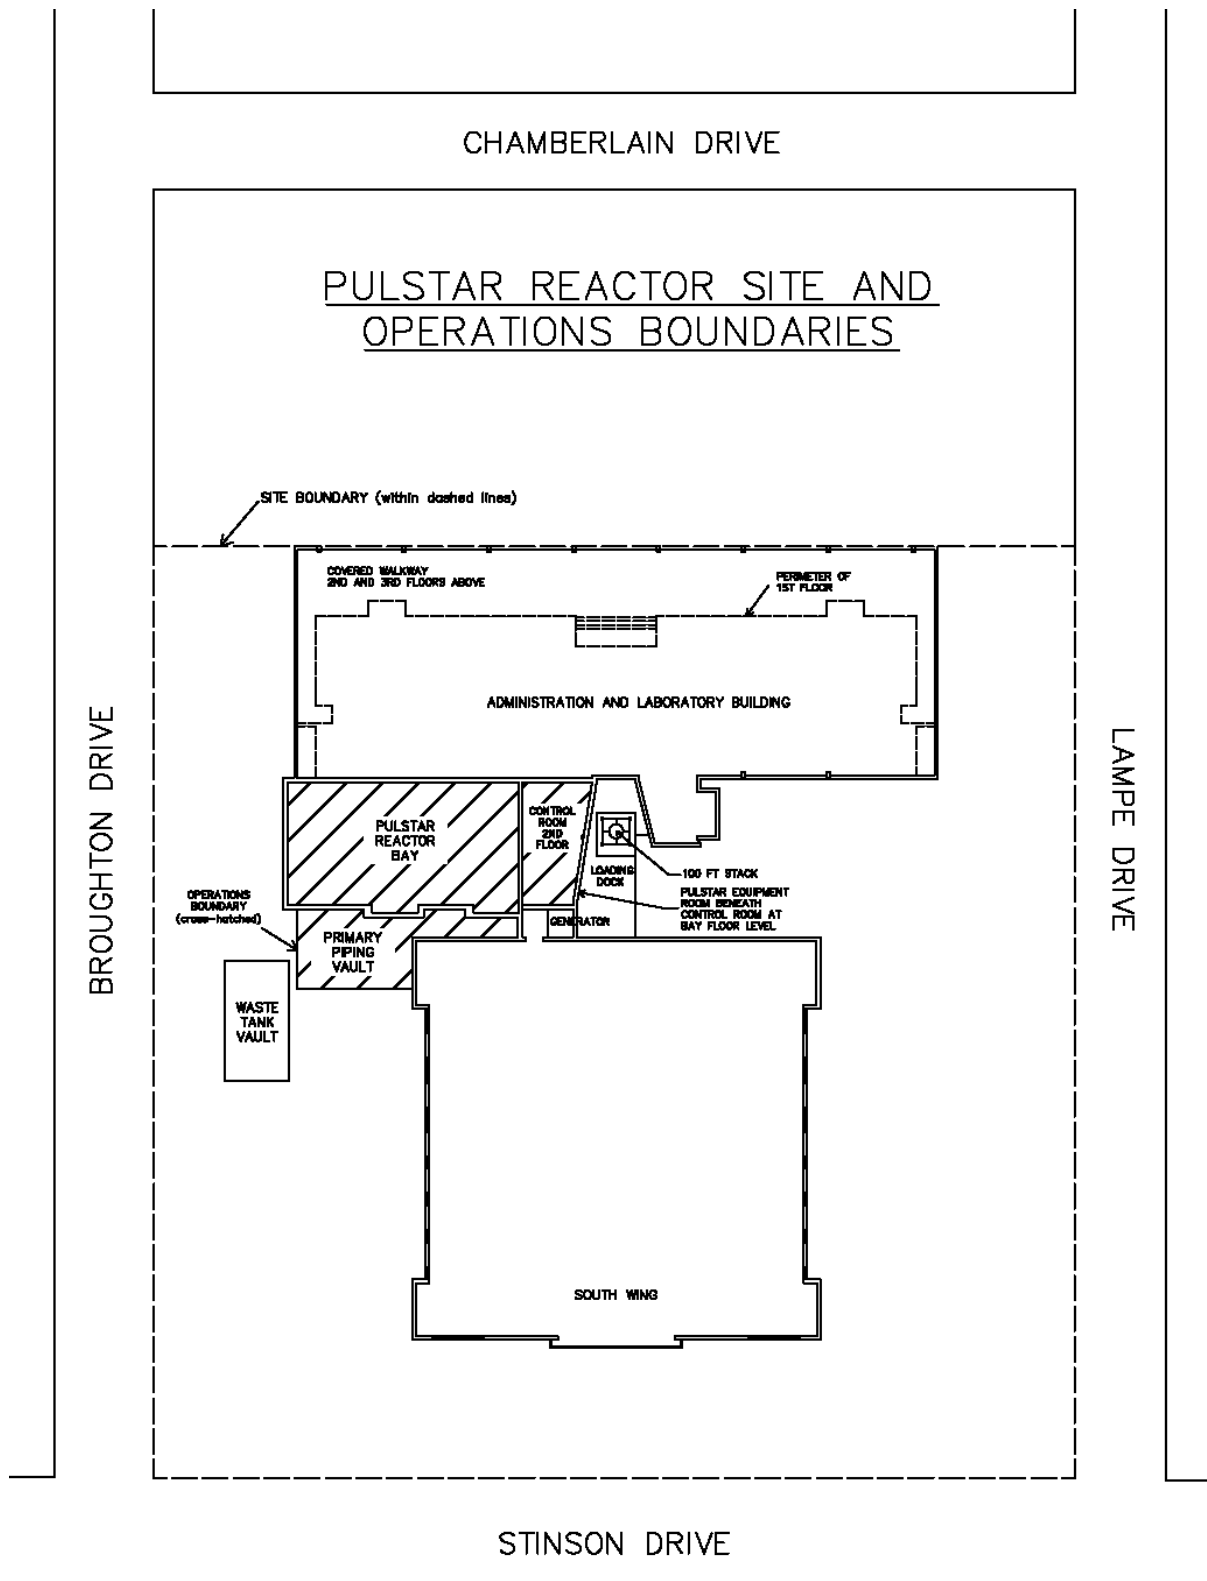 CHAMBERLAIN DRIVE
PULSTAR REACTOR SITE AND
OPERATIONS BOUNDARIES
SITE BOUNDARY (within dashed lines)
COVERED WALKWAY
2ND AND 3RD FLOORS ABOVE
PERIMETER OF
1ST FLOOR
ADMINISTRATION AND LABORATORY BUILDING
BROUGHTON DRIVE
LAMPE DRIVE
PULSTAR
REACTOR
BAY
CONTROL
ROOM
2ND
FLOOR
LOADING
DOCK
100 FT STACK
PULSTAR EQUIPMENT
ROOM BENEATH
CONTROL ROOM AT
BAY FLOOR LEVEL
OPERATIONS
BOUNDARY
(cross-hatched)
GENERATOR
PRIMARY
PIPING
VAULT
WASTE
TANK
VAULT
SOUTH WING
STINSON DRIVE